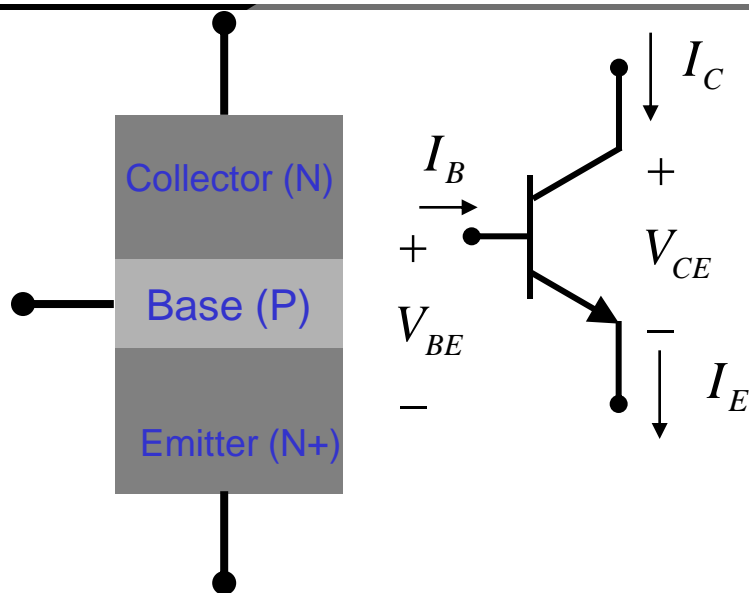 Collector (N)
Base (P)
Emitter (N+)
I_C
I_B
+
+
V_CE
V_BE
−
−
I_E